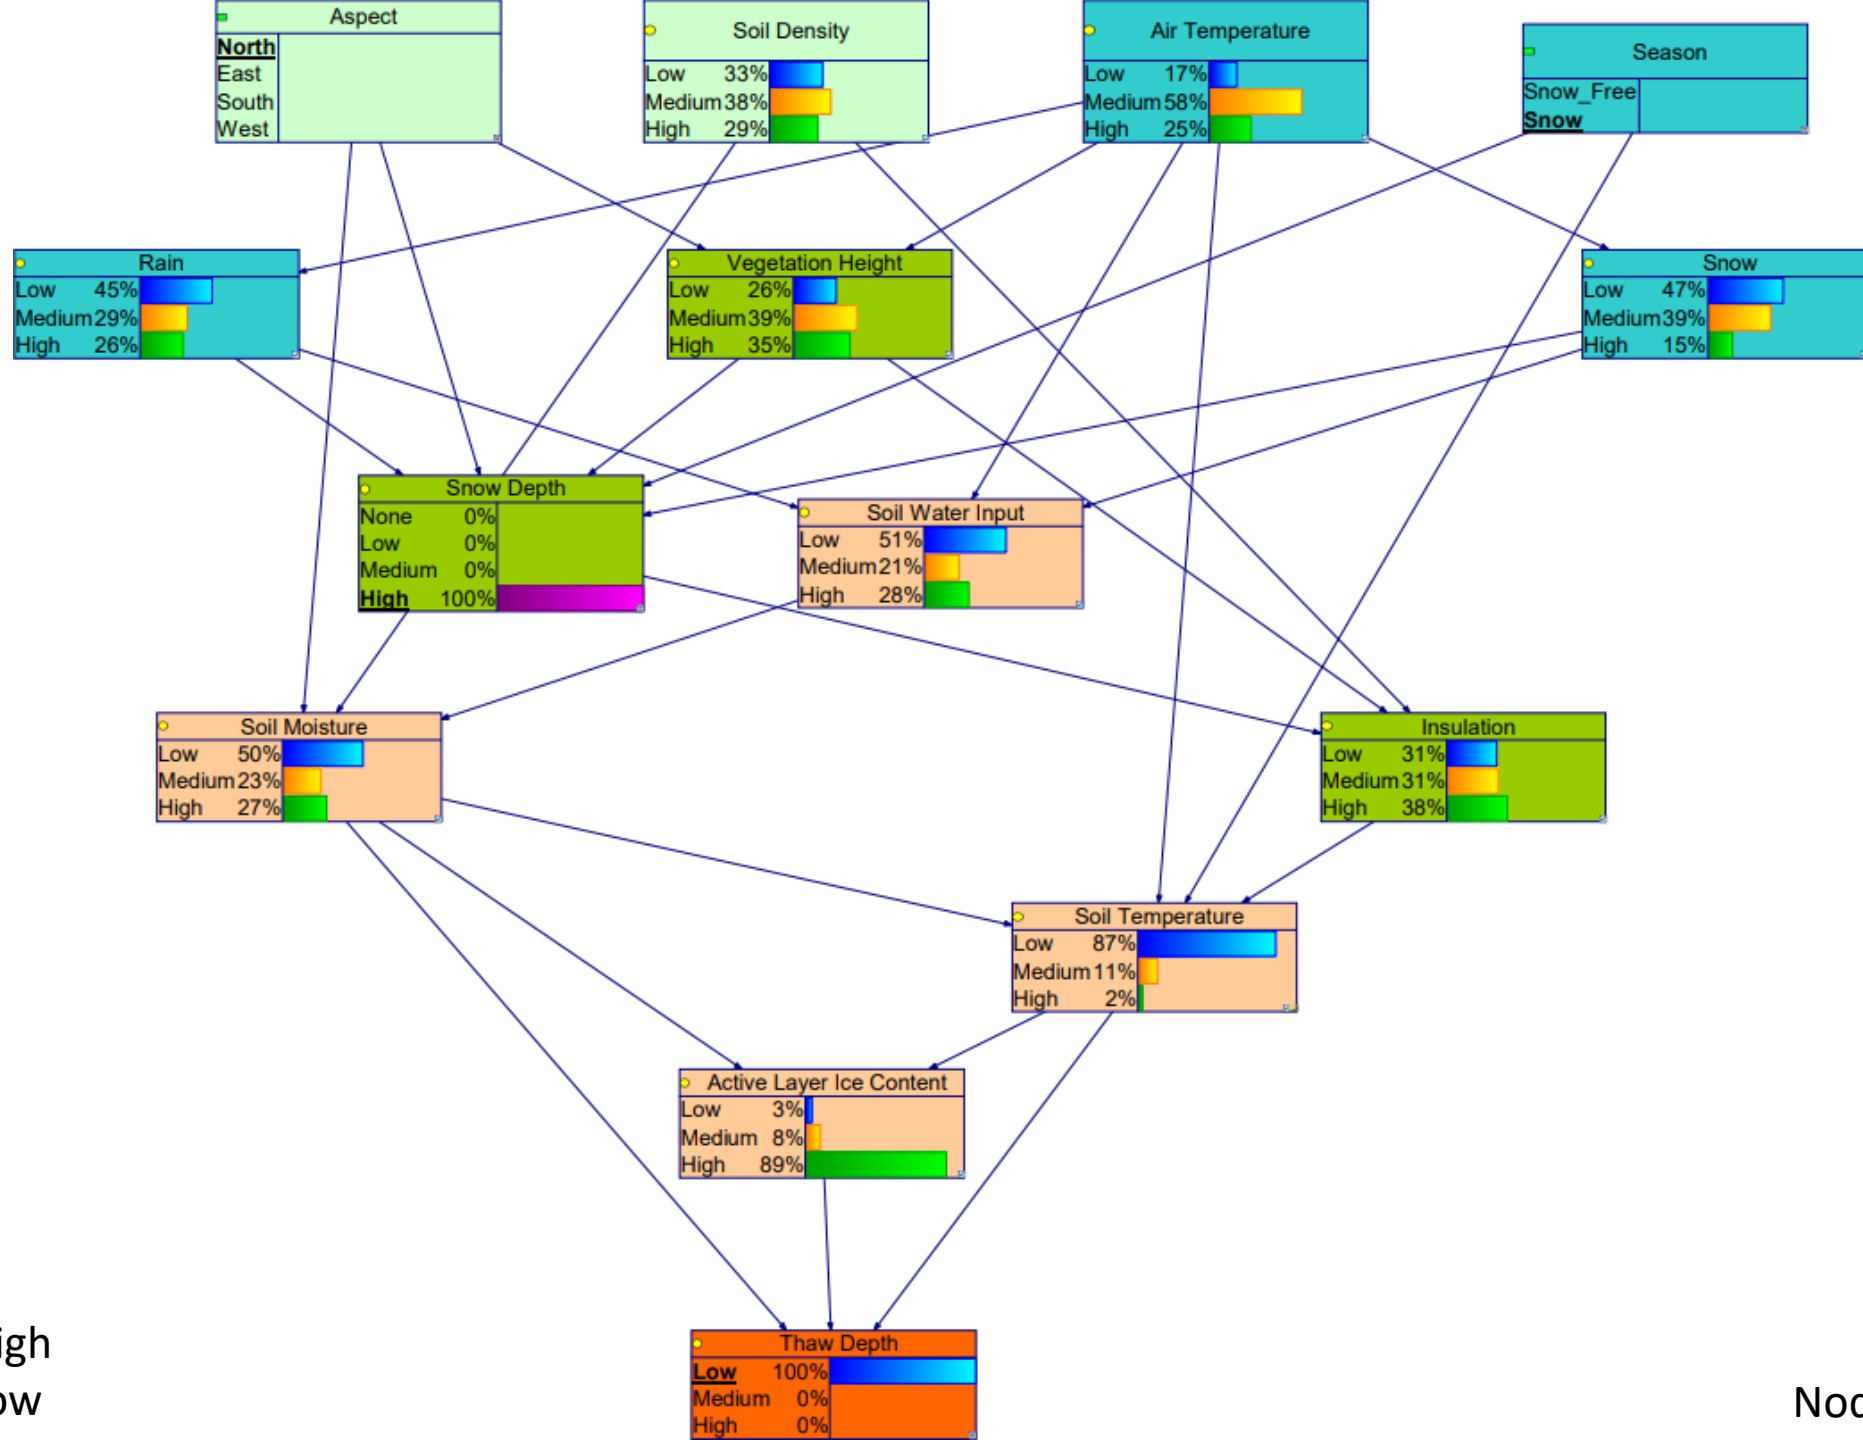 Aspect
North
East
South
West
Soil Density
Low 33%
Medium 38%
High 29%
Air Temperature
Low 17%
Medium 58%
High 25%
Season
Snow_Free
Snow
Rain
Low 45%
Medium 29%
High 26%
Vegetation Height
Low 26%
Medium 39%
High 35%
Snow
Low 47%
Medium 39%
High 15%
Snow Depth
None 0%
Low 0%
Medium 0%
High 100%
Soil Water Input
Low 51%
Medium 21%
High 28%
Soil Moisture
Low 50%
Medium 23%
High 27%
Insulation
Low 31%
Medium 31%
High 38%
Soil Temperature
Low 87%
Medium 11%
High 2%
Active Layer Ice Content
Low 3%
Medium 8%
High 89%
Thaw Depth
Low 100%
Medium 0%
High 0%